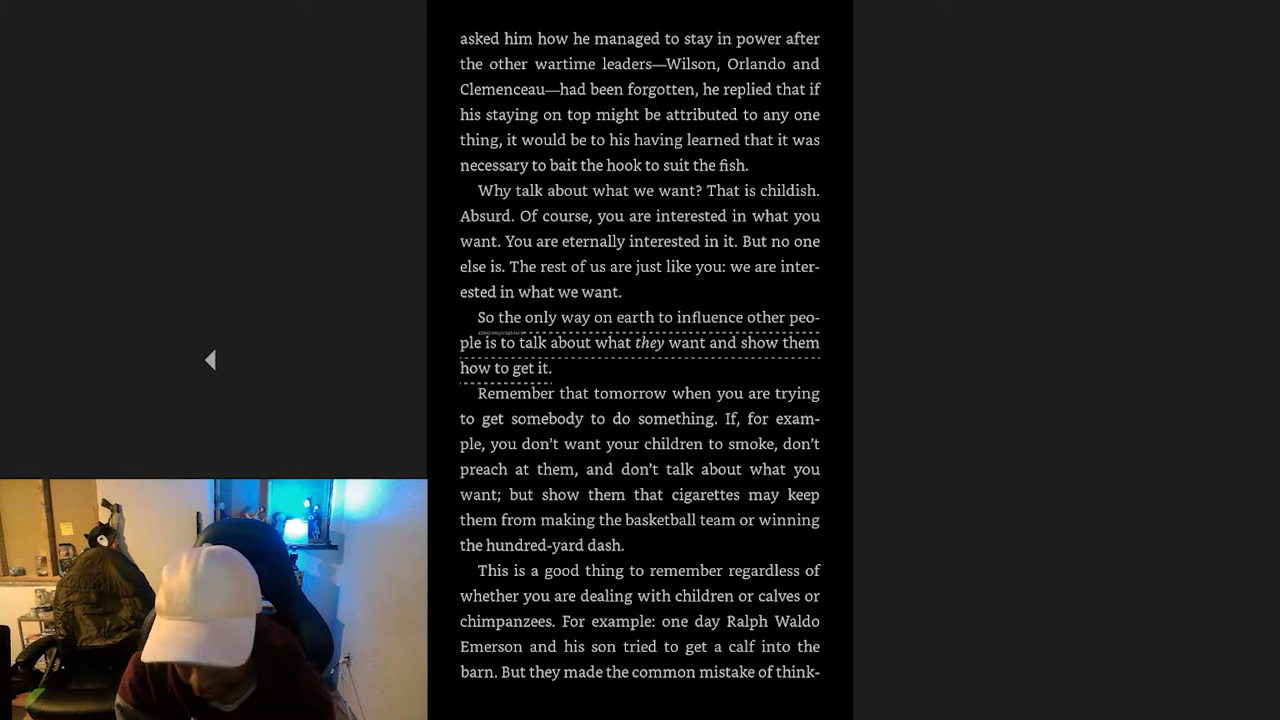 asked him how he managed to stay in power after
the other wartime leaders—Wilson, Orlando and
Clemenceau—had been forgotten, he replied that if
his staying on top might be attributed to any one
thing, it would be to his having learned that it was
necessary to bait the hook to suit the fish.
Why talk about what we want? That is childish.
Absurd. Of course, you are interested in what you
want. You are eternally interested in it. But no one
else is. The rest of us are just like you: we are inter-
ested in what we want.
So the only way on earth to influence other peo-
ple is to talk about what they want and show them
how to get it.
Remember that tomorrow when you are trying
to get somebody to do something. If, for exam-
ple, you don’t want your children to smoke, don’t
preach at them, and don’t talk about what you
want; but show them that cigarettes may keep
them from making the basketball team or winning
the hundred-yard dash.
This is a good thing to remember regardless of
whether you are dealing with children or calves or
chimpanzees. For example: one day Ralph Waldo
Emerson and his son tried to get a calf into the
barn. But they made the common mistake of think-